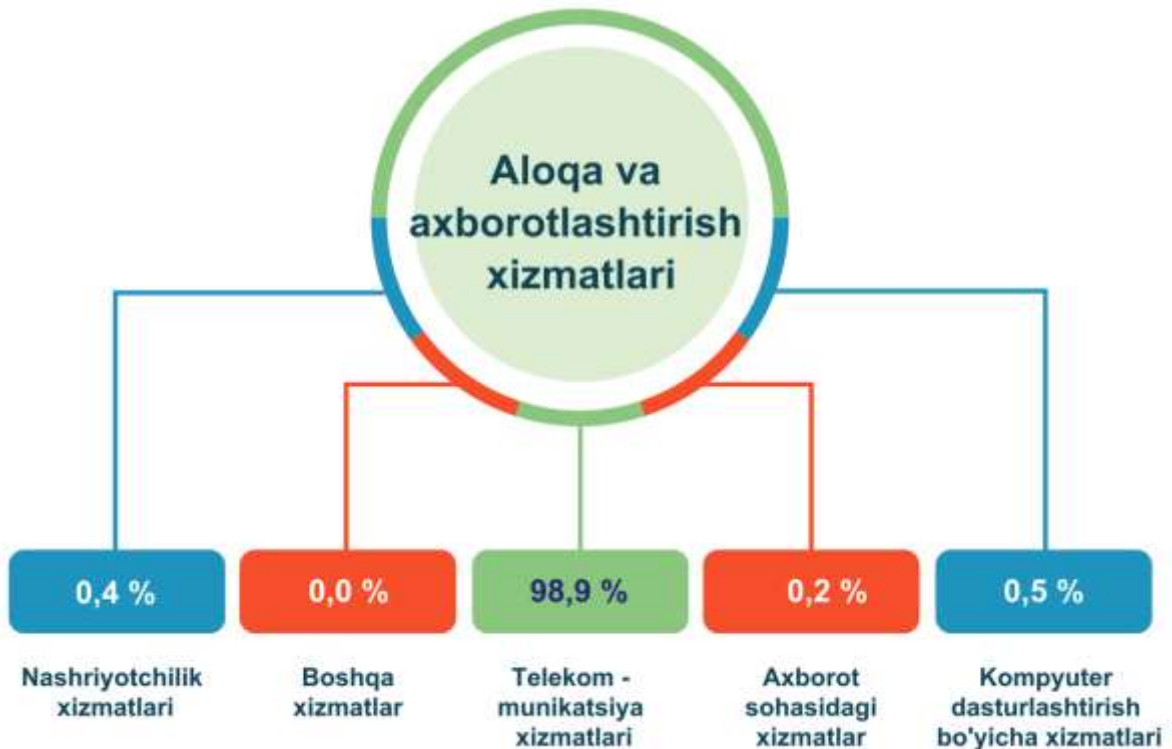 Aloqa va
axborotlashtirish
xizmatlari
0,4 %
0,0 %
98,9 %
0,2 %
0,5 %
Nashriyotchilik
xizmatlari
Boshqa
xizmatlar
Telekom -
munikatsiya
xizmatlari
Axborot
sohasidagi
xizmatlar
Kompyuter
dasturlashtirish
bo'yicha xizmatlari